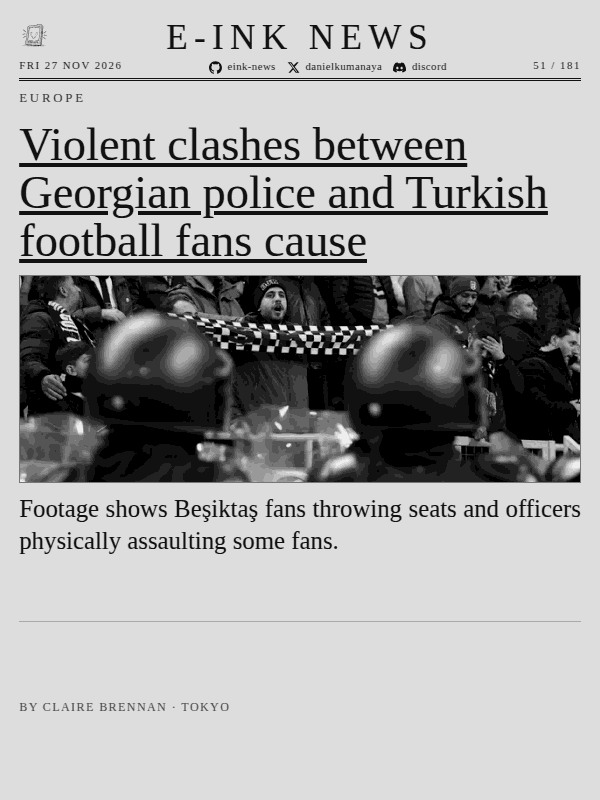 E-INK NEWS
FRI 27 NOV 2026
eink-news danielkumanaya discord
51 / 181
EUROPE
Violent clashes between
Georgian police and Turkish
football fans cause
Footage shows Beşiktaş fans throwing seats and officers
physically assaulting some fans.
BY CLAIRE BRENNAN · TOKYO